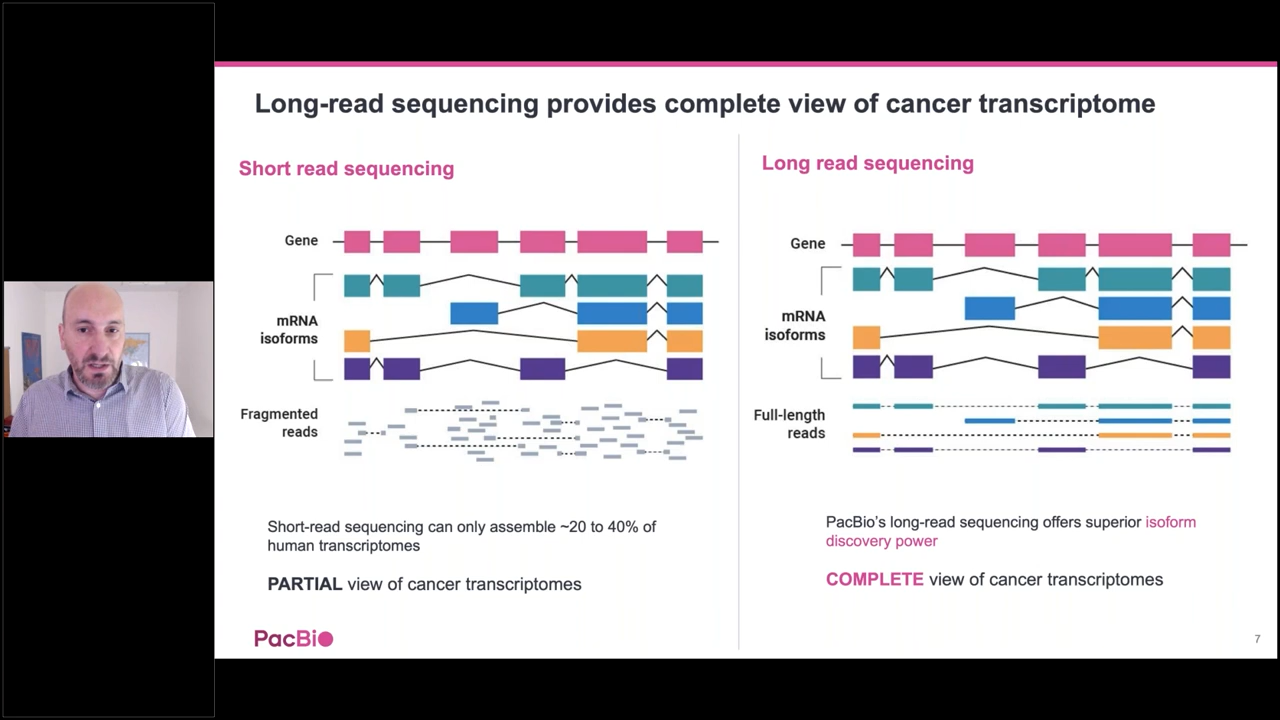 Long-read sequencing provides complete view of cancer transcriptome
Short read sequencing
Gene
mRNA
isoforms
Fragmented
reads
Short-read sequencing can only assemble ~20 to 40% of
human transcriptomes
PARTIAL view of cancer transcriptomes
Long read sequencing
Gene
mRNA
isoforms
Full-length
reads
PacBio's long-read sequencing offers superior isoform
discovery power
COMPLETE view of cancer transcriptomes
PacBio
7